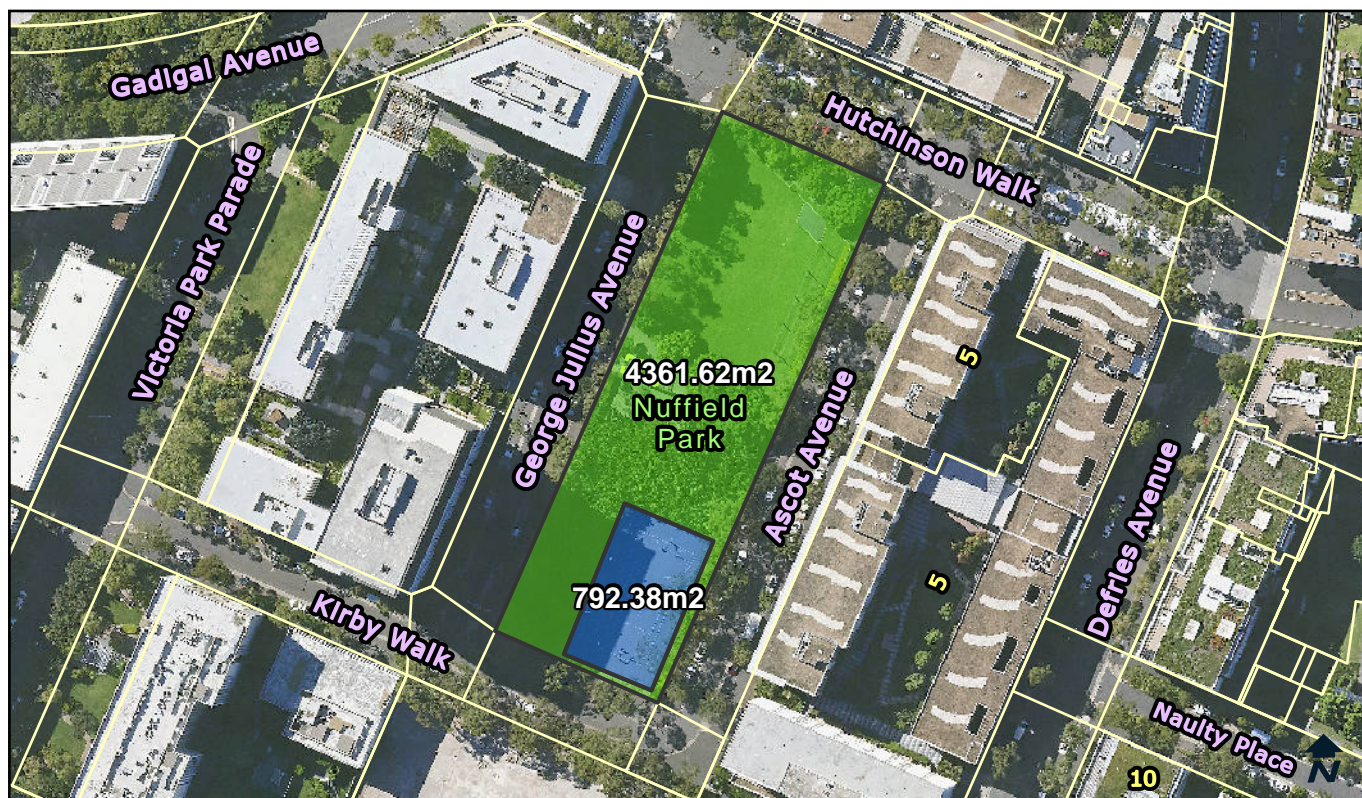 Gadigal Avenue
Hutchinson Walk
Victoria Park Parade
George Julius Avenue
4361.62m2
Nuffield
Park
5
Ascot Avenue
792.38m2
5
Defries Avenue
Kirby Walk
Naulty Place
N
10